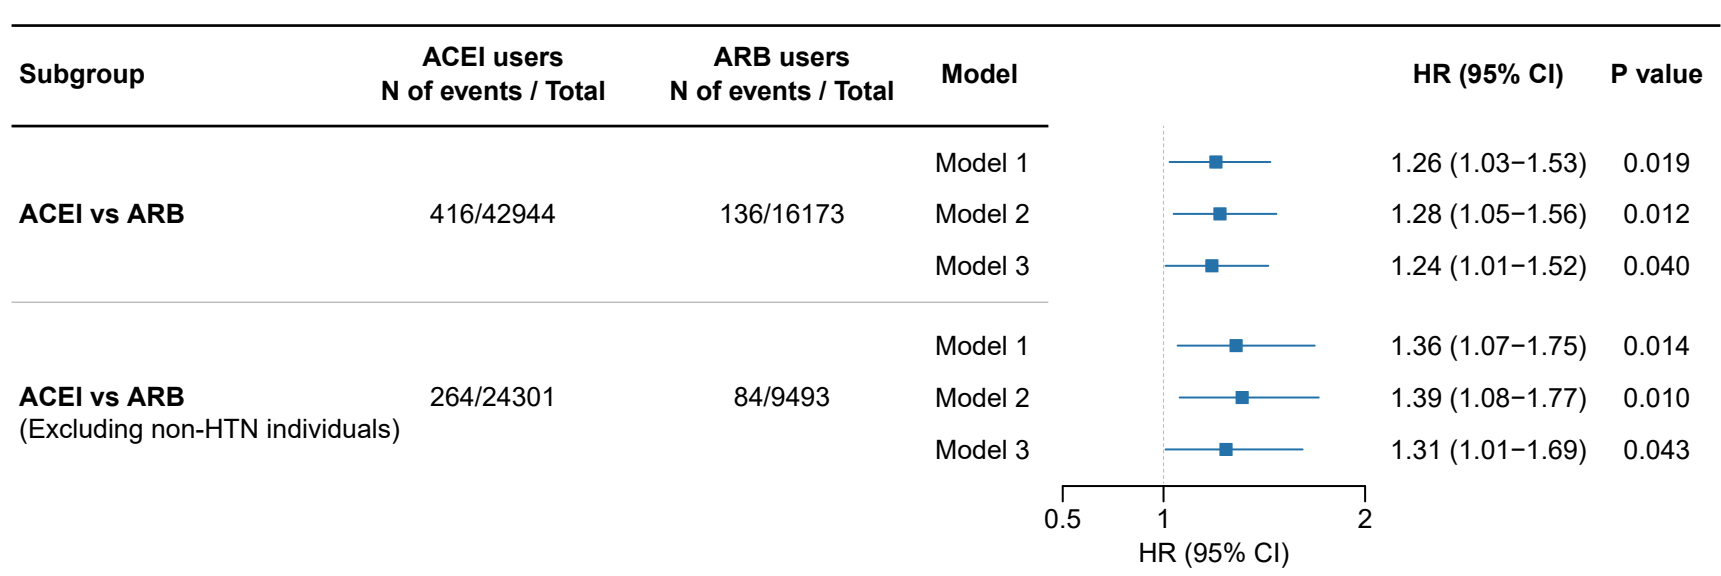 Subgroup ACEI users N of events / Total ARB users N of events / Total Model HR (95% CI) P value
Model 1 1.26 (1.03−1.53) 0.019
ACEI vs ARB 416/42944 136/16173 Model 2 1.28 (1.05−1.56) 0.012
Model 3 1.24 (1.01−1.52) 0.040
Model 1 1.36 (1.07−1.75) 0.014
ACEI vs ARB 264/24301 84/9493 Model 2 1.39 (1.08−1.77) 0.010
(Excluding non-HTN individuals)
Model 3 1.31 (1.01−1.69) 0.043
0.5 1 2
HR (95% CI)